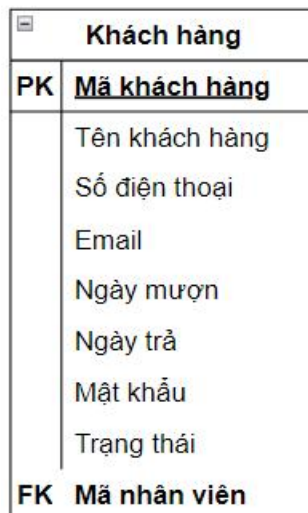 Khách hàng
PK Mã khách hàng
Tên khách hàng
Số điện thoại
Email
Ngày mượn
Ngày trả
Mật khẩu
Trạng thái
FK Mã nhân viên